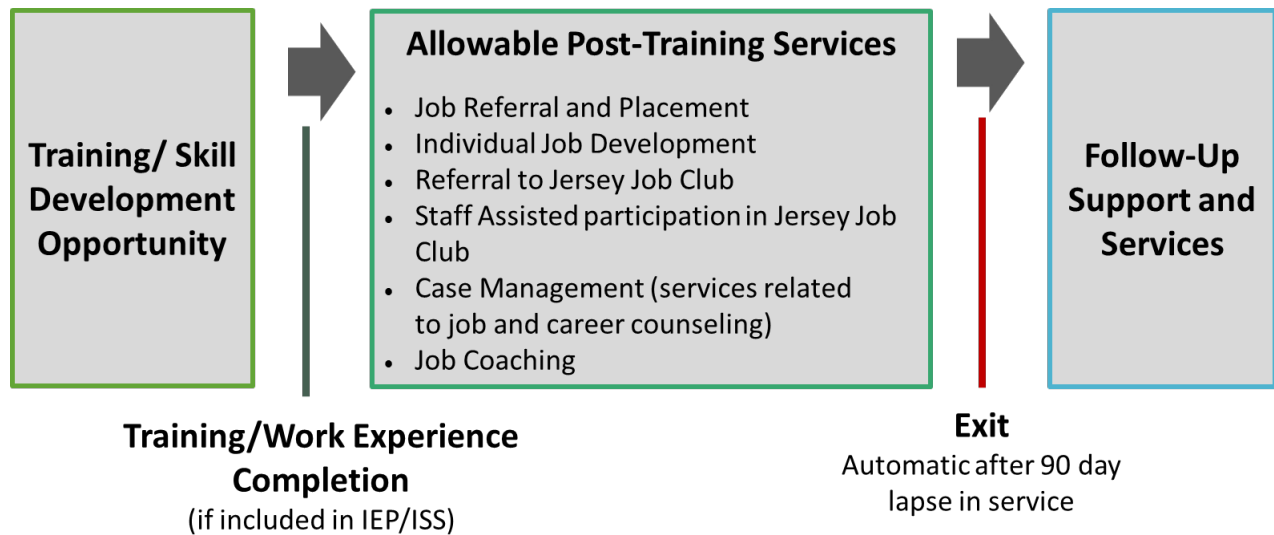 Training/ Skill
Development
Opportunity
Allowable Post-Training Services
• Job Referral and Placement
• Individual Job Development
• Referral to Jersey Job Club
• Staff Assisted participation in Jersey Job
Club
• Case Management (services related
to job and career counseling)
• Job Coaching
Follow-Up
Support and
Services
Training/Work Experience
Completion
(if included in IEP/ISS)
Exit
Automatic after 90 day
lapse in service